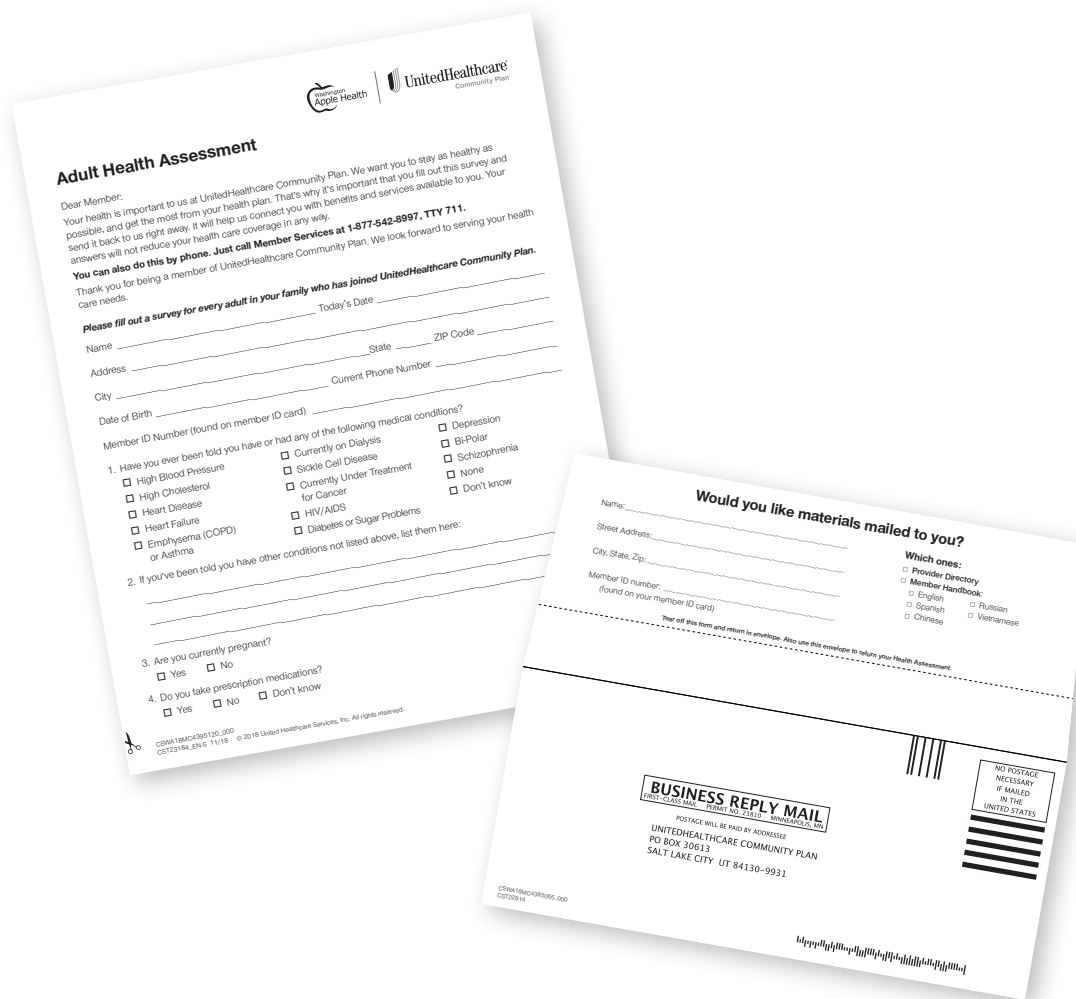 Washington
Apple Health
UnitedHealthcare®
Community Plan
Adult Health Assessment
Dear Member:
Your health is important to us at UnitedHealthcare Community Plan. We want you to stay as healthy as
possible, and get the most from your health plan. That's why it's important that you fill out this survey and
send it back to us right away. It will help us connect you with benefits and services available to you. Your
answers will not reduce your health care coverage in any way.
You can also do this by phone. Just call Member Services at 1-877-542-8997, TTY 711.
Thank you for being a member of UnitedHealthcare Community Plan. We look forward to serving your health
care needs.
Please fill out a survey for every adult in your family who has joined UnitedHealthcare Community Plan.
Name Today's Date
Address
City State ZIP Code
Date of Birth Current Phone Number
Member ID Number (found on member ID card)
1. Have you ever been told you have or had any of the following medical conditions?
High Blood Pressure
High Cholesterol
Heart Disease
Heart Failure
Emphysema (COPD)
or Asthma
Currently on Dialysis
Sickle Cell Disease
Currently Under Treatment
for Cancer
HIV/AIDS
Diabetes or Sugar Problems
Depression
Bi-Polar
Schizophrenia
None
Don't know
2. If you've been told you have other conditions not listed above, list them here:
3. Are you currently pregnant?
Yes No
4. Do you take prescription medications?
Yes No Don't know
CSWA18MC4395120_000
CST23184_EN-S 11/18 © 2018 United Healthcare Services, Inc. All rights reserved.
Would you like materials mailed to you?
Name:
Street Address:
City, State, Zip:
Member ID number:
(found on your member ID card)
Which ones:
Provider Directory
Member Handbook:
English
Spanish
Chinese
Russian
Vietnamese
Tear off this form and return in envelope. Also use this envelope to return your Health Assessment.
NO POSTAGE
NECESSARY
IF MAILED
IN THE
UNITED STATES
BUSINESS REPLY MAIL
FIRST-CLASS MAIL PERMIT NO. 23810 MINNEAPOLIS, MN
POSTAGE WILL BE PAID BY ADDRESSEE
UNITEDHEALTHCARE COMMUNITY PLAN
PO BOX 30613
SALT LAKE CITY UT 84130-9931
CSWA18MC4385065_000
CST22914